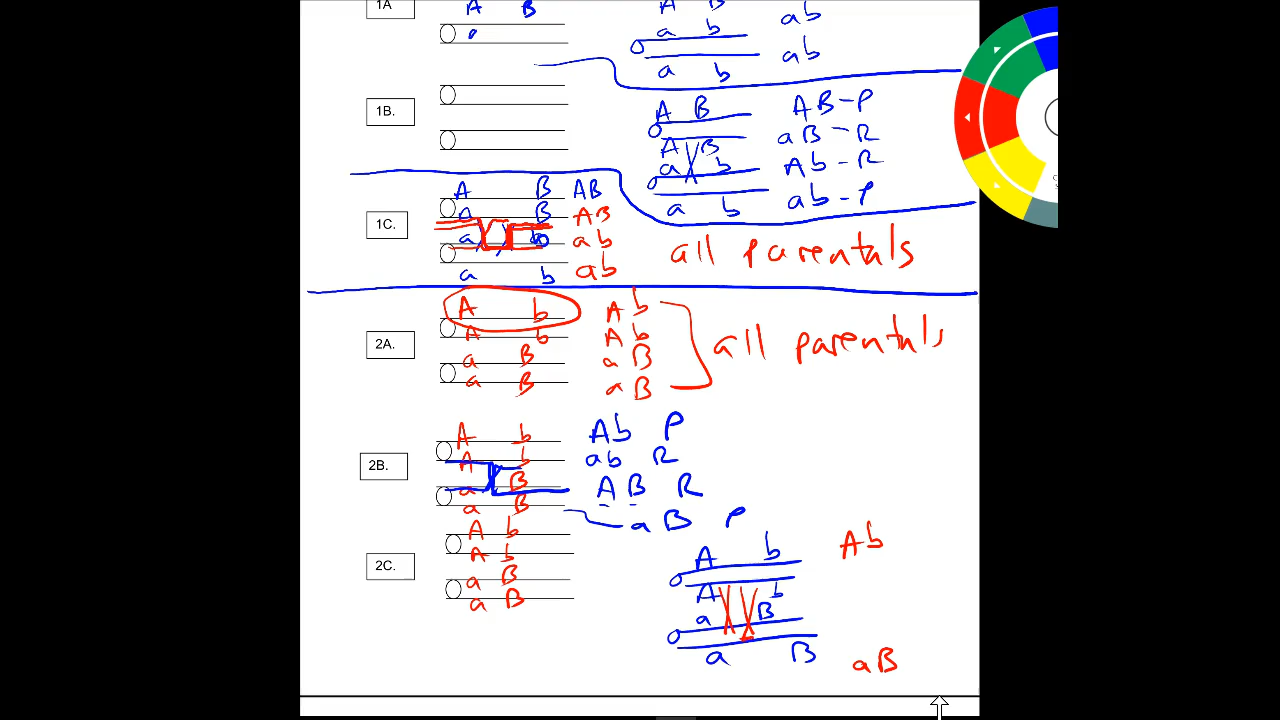 1A
A B
A B
ab
a b
ab
a b
1B.
A B
AB-P
aB-R
A B
a b
Ab-R
a b
ab-P
1C.
A B AB
A B AB
a b ab
a b ab
all parentals
2A.
A b Ab
A b Ab
a B aB
a B aB
all parentals
2B.
A b Ab P
A b ab R
a B AB R
a B aB P
2C.
A b
A b
a B
a B
A b Ab
A b
a B
a B aB